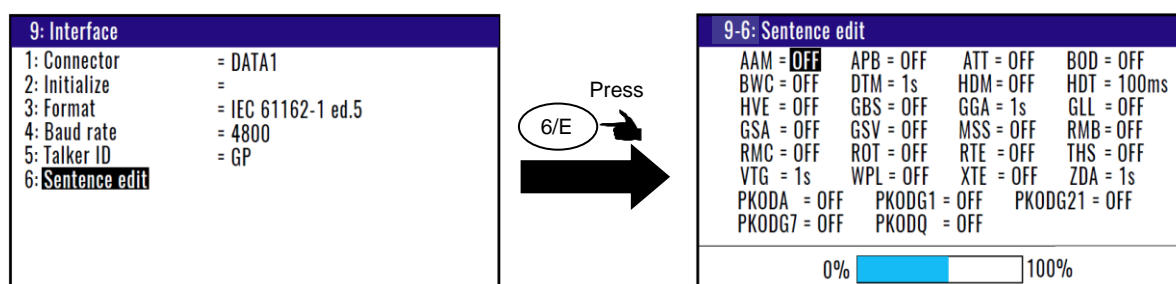 9: Interface
1: Connector = DATA1
2: Initialize =
3: Format = IEC 61162-1 ed.5
4: Baud rate = 4800
5: Talker ID = GP
6: Sentence edit
Press
6/E
9-6: Sentence edit
AAM = OFF APB = OFF ATT = OFF BOD = OFF
BWC = OFF DTM = 1s HDM = OFF HDT = 100ms
HVE = OFF GBS = OFF GGA = 1s GLL = OFF
GSA = OFF GSV = OFF MSS = OFF RMB = OFF
RMC = OFF ROT = OFF RTE = OFF THS = OFF
VTG = 1s WPL = OFF XTE = OFF ZDA = 1s
PKODA = OFF PKODG1 = OFF PKODG21 = OFF
PKODG7 = OFF PKODQ = OFF
0% 100%